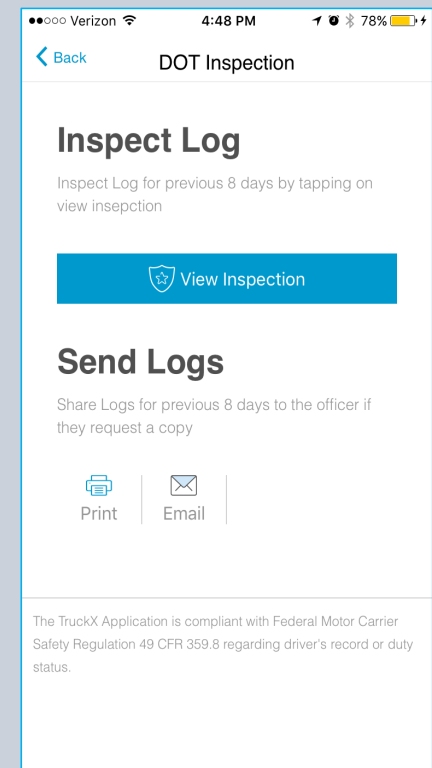 Verizon 4:48 PM 78%
Back DOT Inspection
Inspect Log
Inspect Log for previous 8 days by tapping on
view insepction
View Inspection
Send Logs
Share Logs for previous 8 days to the officer if
they request a copy
Print Email
The TruckX Application is compliant with Federal Motor Carrier
Safety Regulation 49 CFR 359.8 regarding driver's record or duty
status.